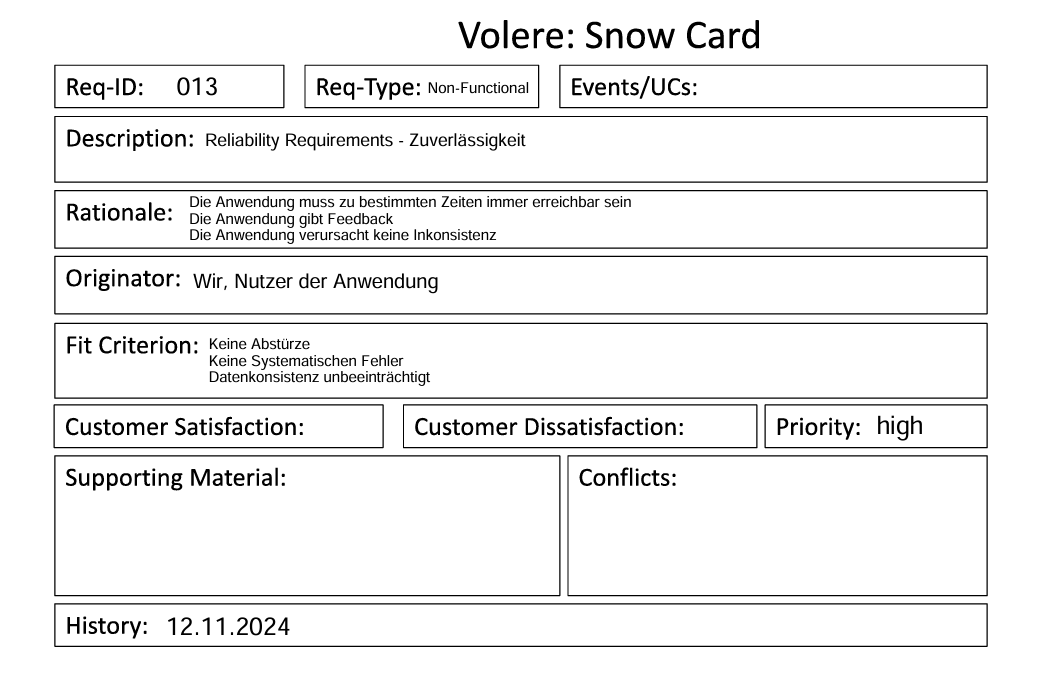 Volere: Snow Card
Req-ID: 013
Req-Type: Non-Functional
Events/UCs:
Description: Reliability Requirements - Zuverlässigkeit
Rationale: Die Anwendung muss zu bestimmten Zeiten immer erreichbar sein
Die Anwendung gibt Feedback
Die Anwendung verursacht keine Inkonsistenz
Originator: Wir, Nutzer der Anwendung
Fit Criterion: Keine Abstürze
Keine Systematischen Fehler
Datenkonsistenz unbeeinträchtigt
Customer Satisfaction:
Customer Dissatisfaction:
Priority: high
Supporting Material:
Conflicts:
History: 12.11.2024